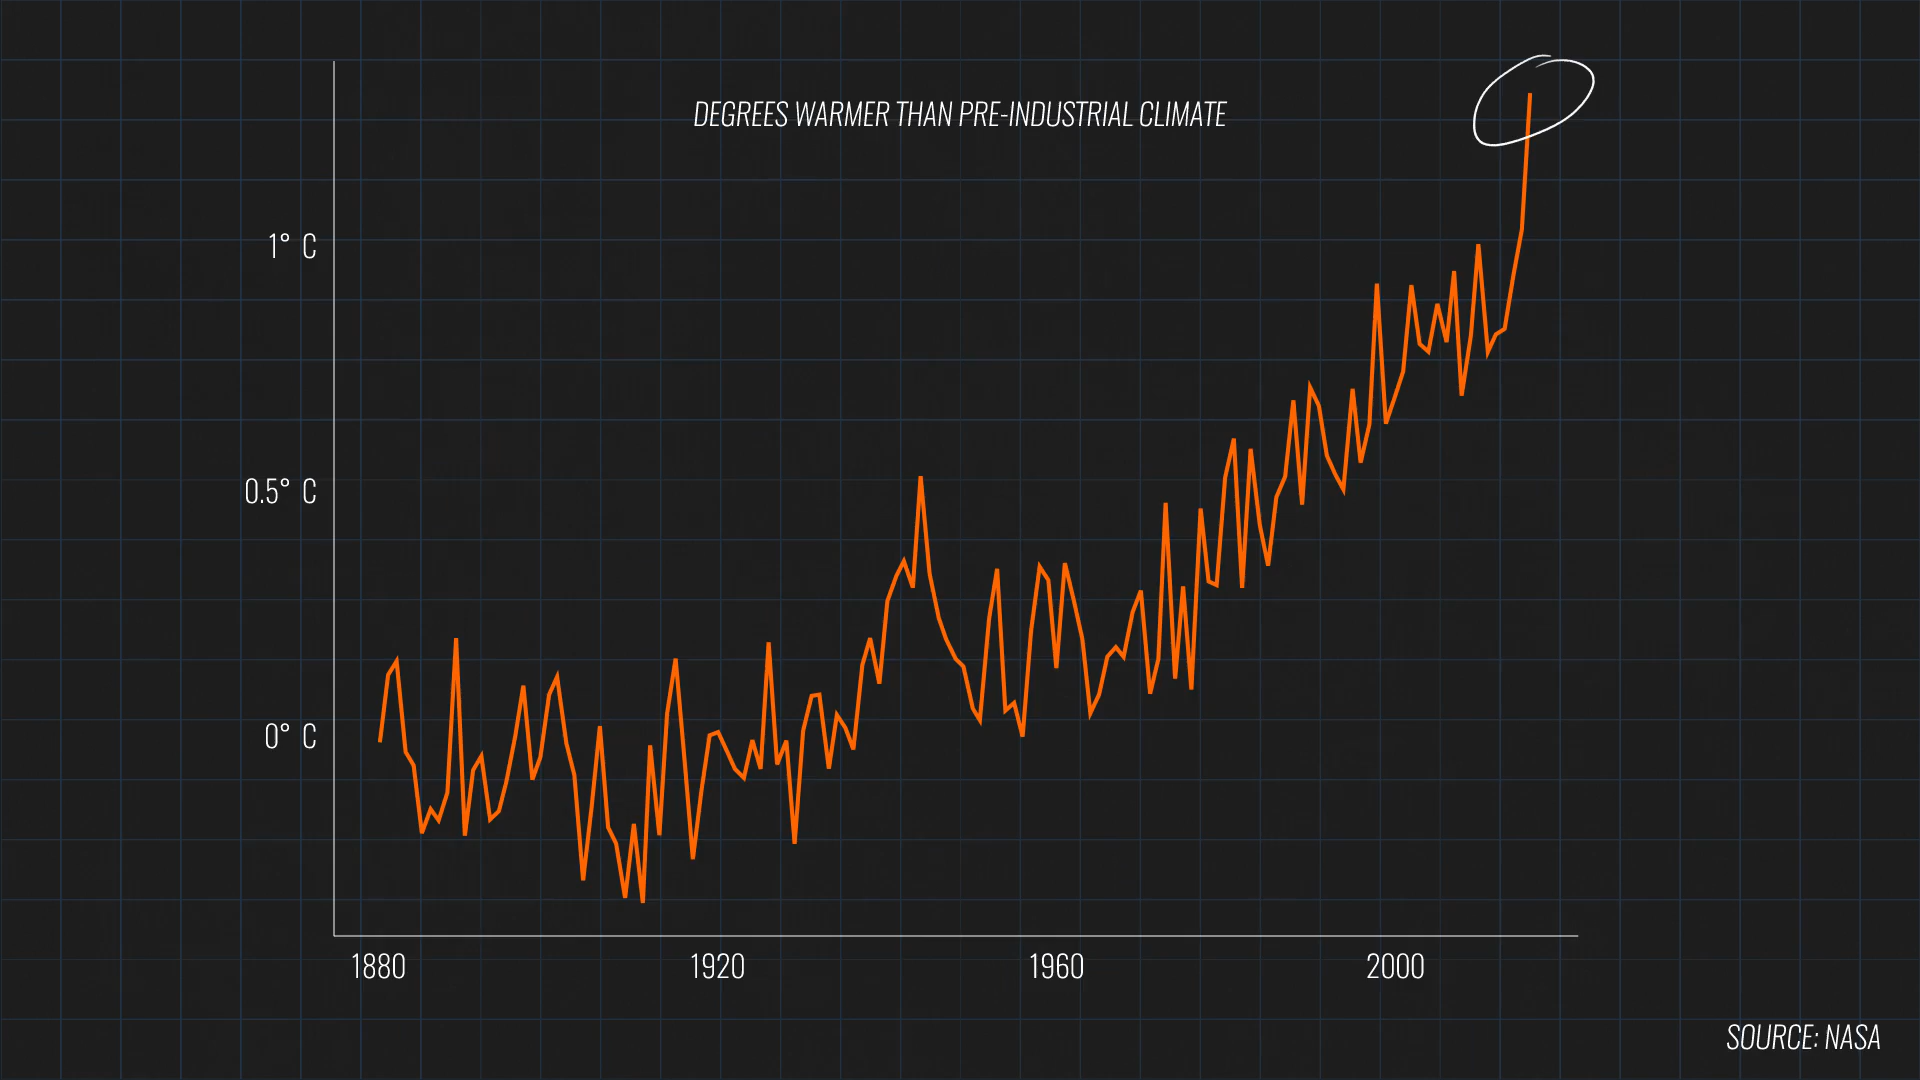 DEGREES WARMER THAN PRE-INDUSTRIAL CLIMATE
1° C
0.5° C
0° C
1880 1920 1960 2000
SOURCE: NASA